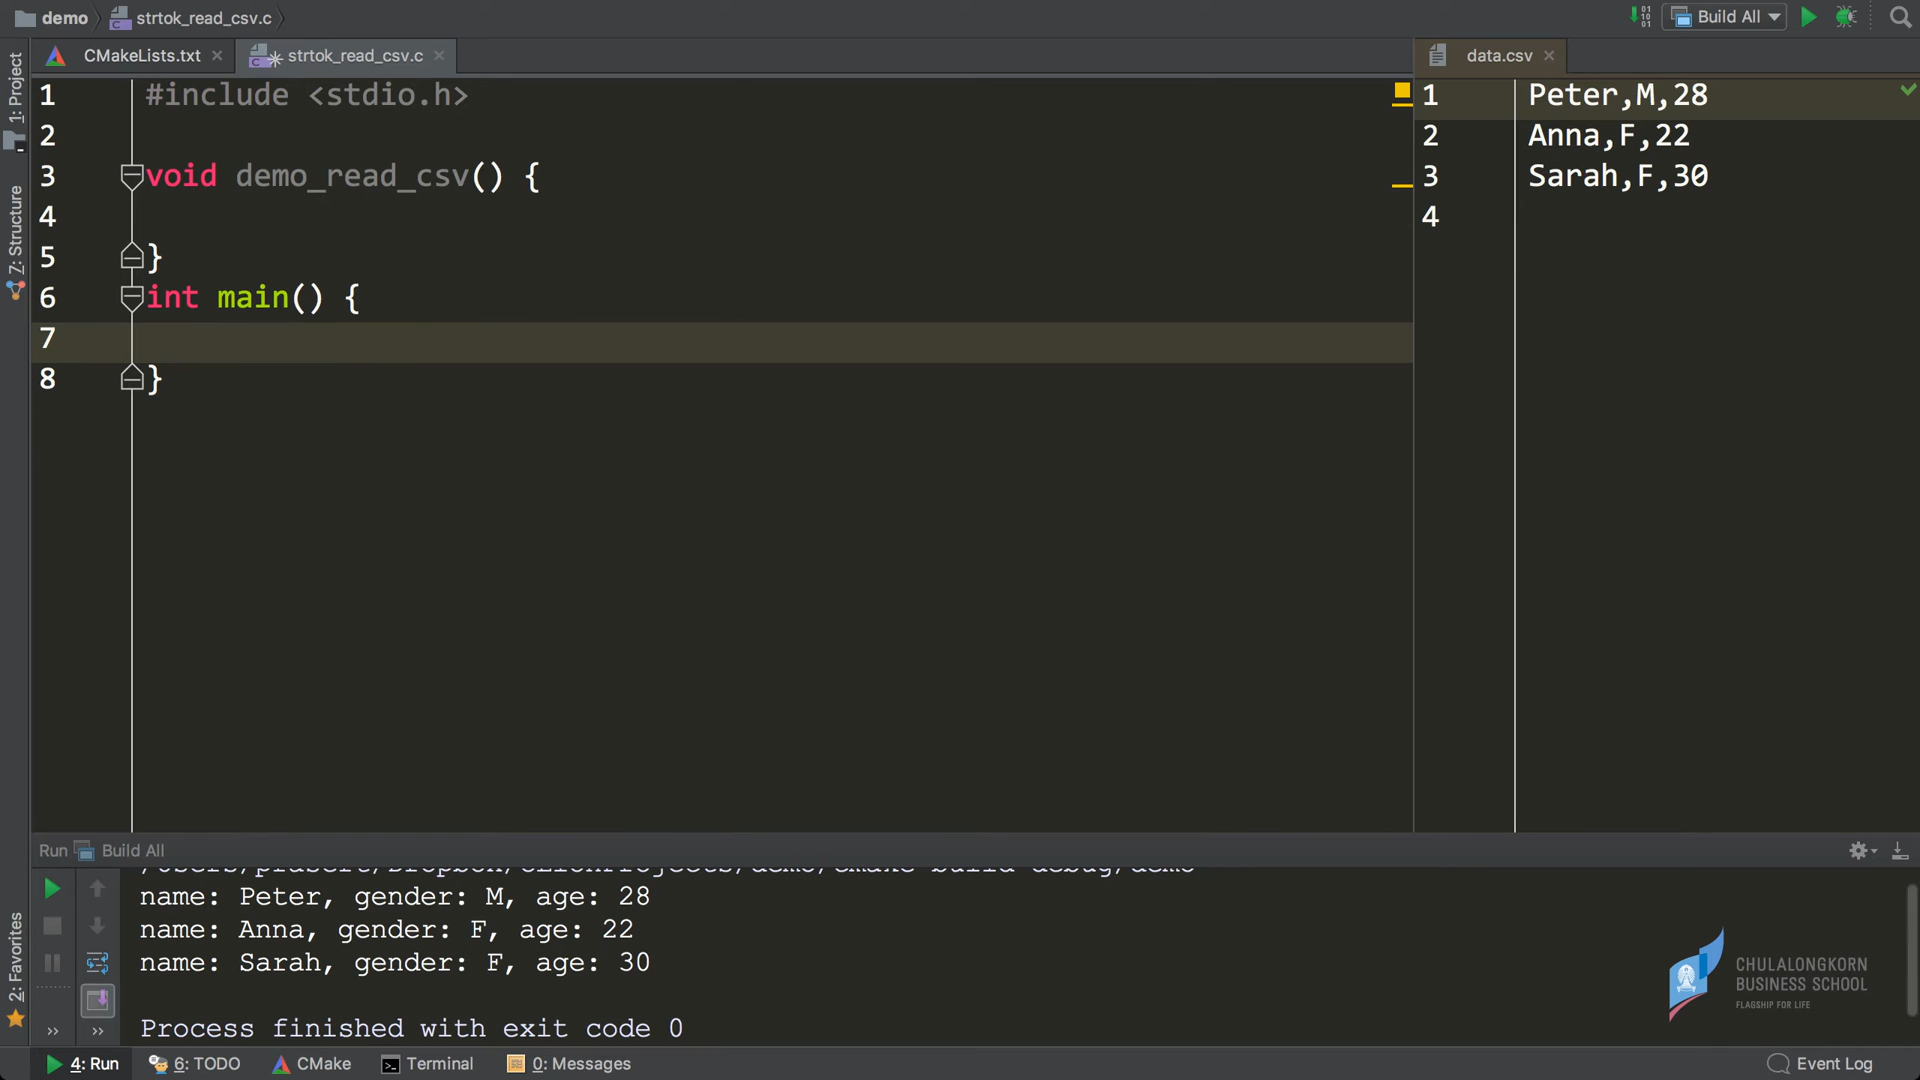 demo strtok_read_csv.c Build All
CMakeLists.txt strtok_read_csv.c data.csv
1: Project
7: Structure
2: Favorites
1 #include <stdio.h>
2
3 void demo_read_csv() {
4
5 }
6 int main() {
7
8 }
1 Peter,M,28
2 Anna,F,22
3 Sarah,F,30
4
Run Build All
name: Peter, gender: M, age: 28
name: Anna, gender: F, age: 22
name: Sarah, gender: F, age: 30
Process finished with exit code 0
CHULALONGKORN
BUSINESS SCHOOL
FLAGSHIP FOR LIFE
4: Run 6: TODO CMake Terminal 0: Messages Event Log